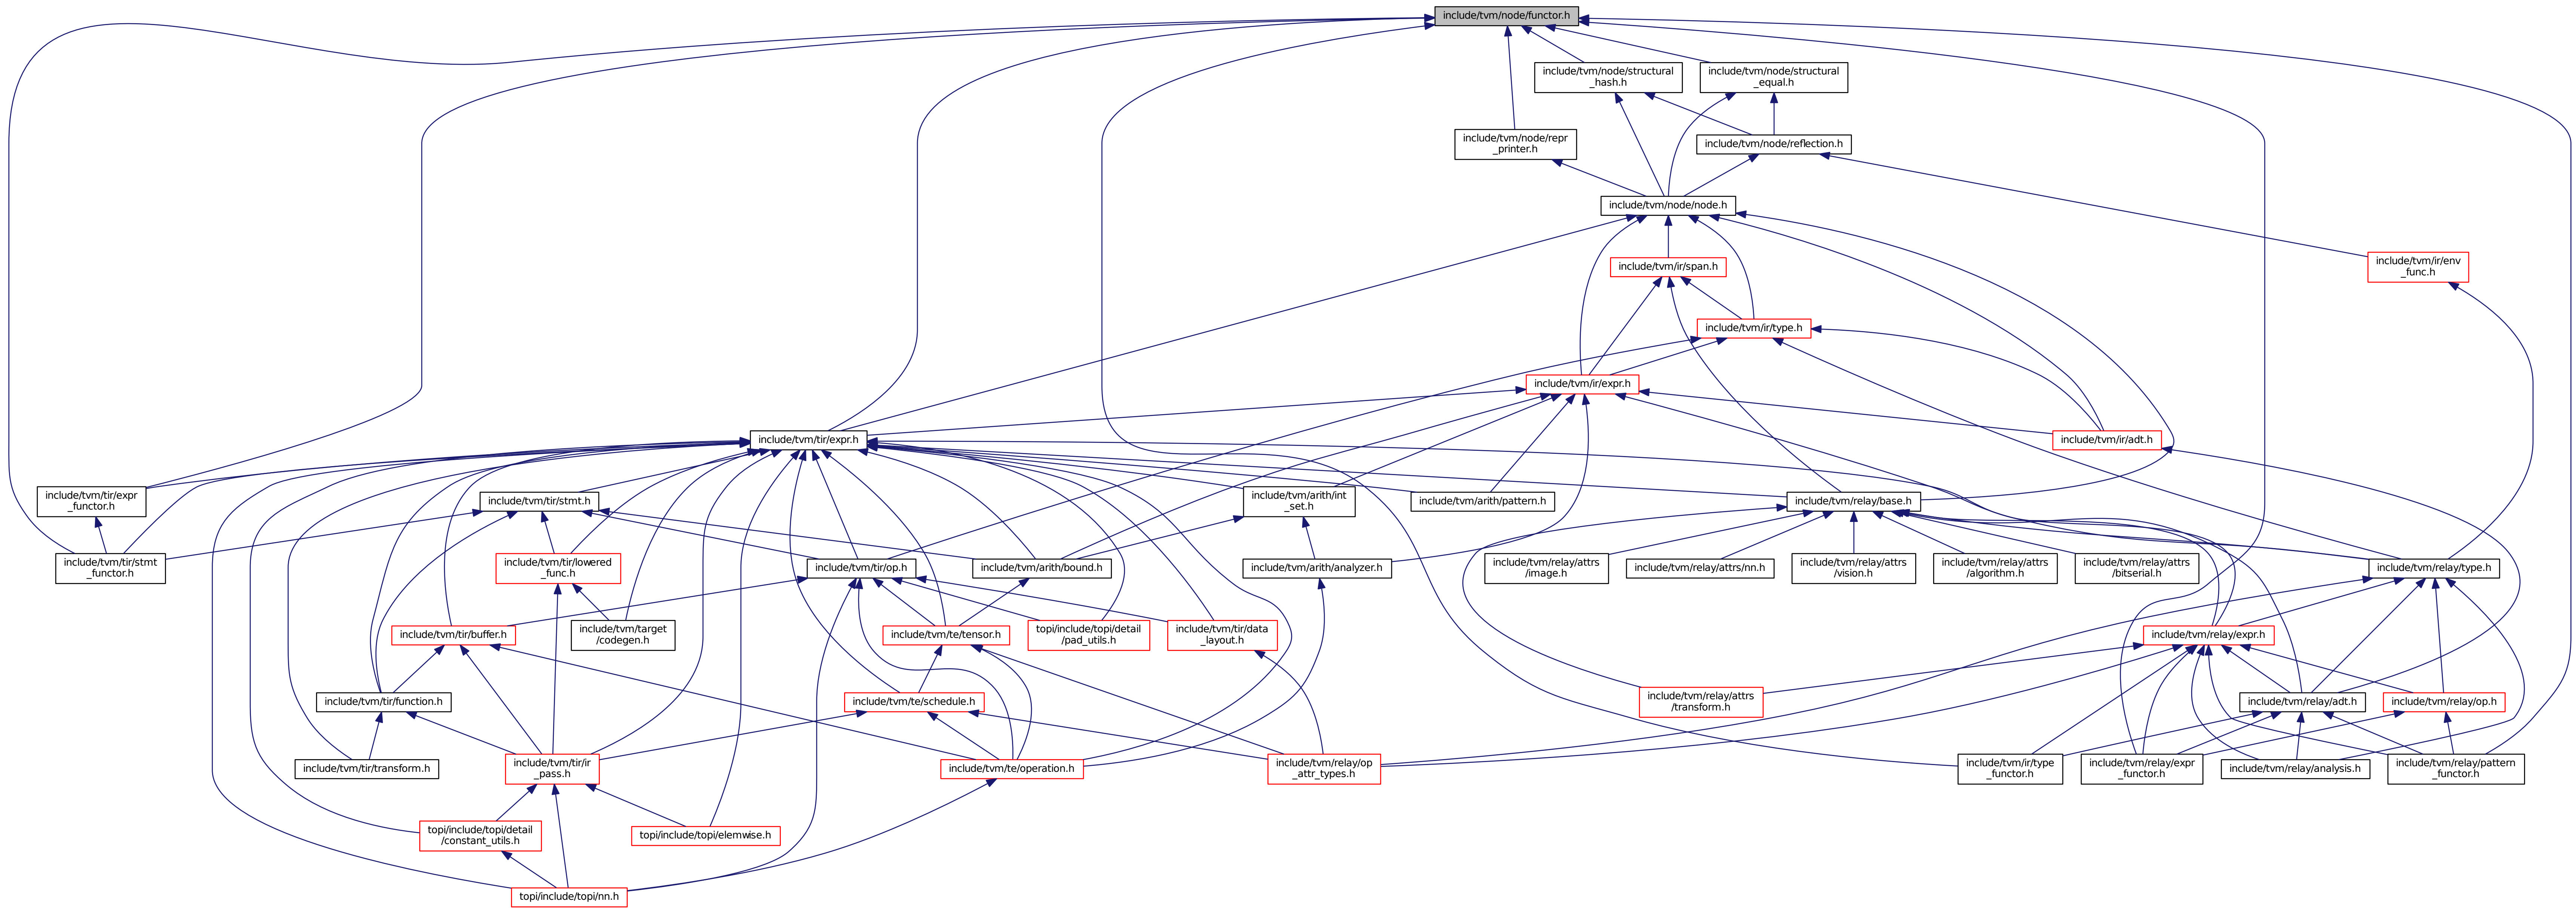 include/tvm/node/functor.h
include/tvm/node/structural
_hash.h
include/tvm/node/structural
_equal.h
include/tvm/node/repr
_printer.h
include/tvm/node/reflection.h
include/tvm/node/node.h
include/tvm/ir/span.h
include/tvm/ir/env
_func.h
include/tvm/ir/type.h
include/tvm/ir/expr.h
include/tvm/tir/expr.h
include/tvm/ir/adt.h
include/tvm/tir/expr
_functor.h
include/tvm/tir/stmt.h
include/tvm/arith/int
_set.h
include/tvm/arith/pattern.h
include/tvm/relay/base.h
include/tvm/tir/stmt
_functor.h
include/tvm/tir/lowered
_func.h
include/tvm/tir/op.h
include/tvm/arith/bound.h
include/tvm/arith/analyzer.h
include/tvm/relay/attrs
/image.h
include/tvm/relay/attrs/nn.h
include/tvm/relay/attrs
/vision.h
include/tvm/relay/attrs
/algorithm.h
include/tvm/relay/attrs
/bitserial.h
include/tvm/relay/type.h
include/tvm/tir/buffer.h
include/tvm/target
/codegen.h
include/tvm/te/tensor.h
topi/include/topi/detail
/pad_utils.h
include/tvm/tir/data
_layout.h
include/tvm/relay/expr.h
include/tvm/tir/function.h
include/tvm/te/schedule.h
include/tvm/relay/attrs
/transform.h
include/tvm/relay/adt.h
include/tvm/relay/op.h
include/tvm/tir/transform.h
include/tvm/tir/ir
_pass.h
include/tvm/te/operation.h
include/tvm/relay/op
_attr_types.h
include/tvm/ir/type
_functor.h
include/tvm/relay/expr
_functor.h
include/tvm/relay/analysis.h
include/tvm/relay/pattern
_functor.h
topi/include/topi/detail
/constant_utils.h
topi/include/topi/elemwise.h
topi/include/topi/nn.h